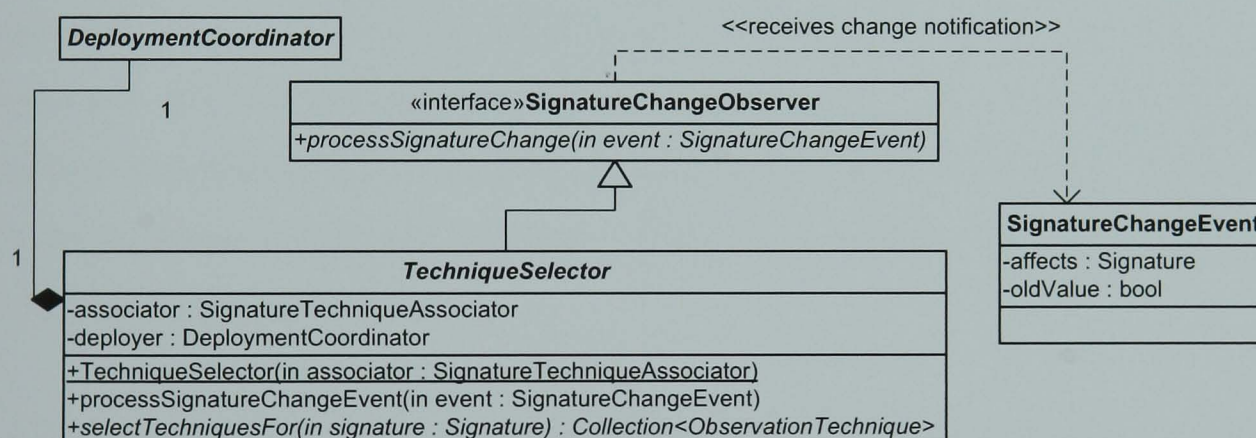 <<receives change notification>>
DeploymentCoordinator
1
«interface»SignatureChangeObserver
+processSignatureChange(in event : SignatureChangeEvent)
1
SignatureChangeEvent
-affects : Signature
-oldValue : bool
TechniqueSelector
-associator : SignatureTechniqueAssociator
-deployer : DeploymentCoordinator
+TechniqueSelector(in associator : SignatureTechniqueAssociator)
+processSignatureChangeEvent(in event : SignatureChangeEvent)
+selectTechniquesFor(in signature : Signature) : Collection<ObservationTechnique>